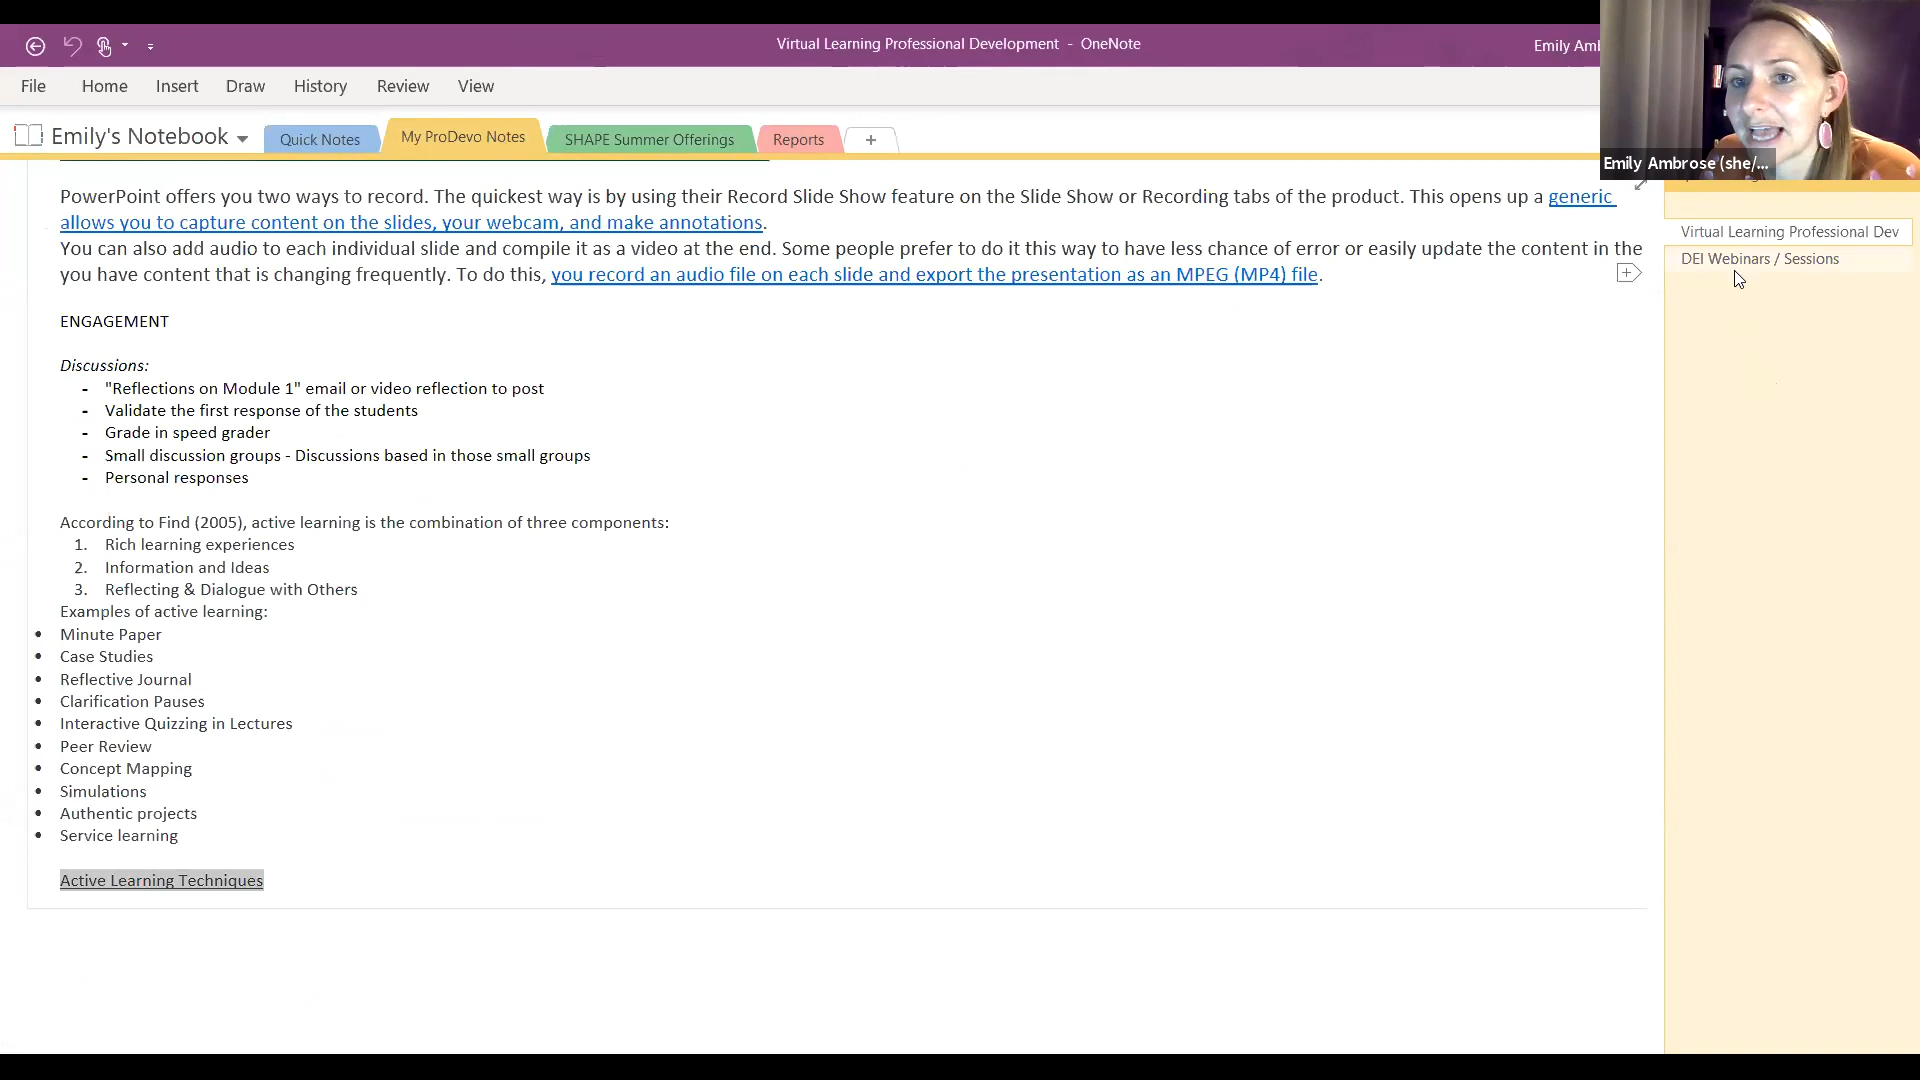 Virtual Learning Professional Development - OneNote
Emily Amb
File Home Insert Draw History Review View
Emily's Notebook Quick Notes My ProDevo Notes SHAPE Summer Offerings Reports +
Emily Ambrose (she/...
PowerPoint offers you two ways to record. The quickest way is by using their Record Slide Show feature on the Slide Show or Recording tabs of the product. This opens up a generic
allows you to capture content on the slides, your webcam, and make annotations.
You can also add audio to each individual slide and compile it as a video at the end. Some people prefer to do it this way to have less chance of error or easily update the content in the
you have content that is changing frequently. To do this, you record an audio file on each slide and export the presentation as an MPEG (MP4) file.
ENGAGEMENT
Discussions:
- "Reflections on Module 1" email or video reflection to post
- Validate the first response of the students
- Grade in speed grader
- Small discussion groups - Discussions based in those small groups
- Personal responses
According to Find (2005), active learning is the combination of three components:
1. Rich learning experiences
2. Information and Ideas
3. Reflecting & Dialogue with Others
Examples of active learning:
• Minute Paper
• Case Studies
• Reflective Journal
• Clarification Pauses
• Interactive Quizzing in Lectures
• Peer Review
• Concept Mapping
• Simulations
• Authentic projects
• Service learning
Active Learning Techniques
Virtual Learning Professional Dev
DEI Webinars / Sessions